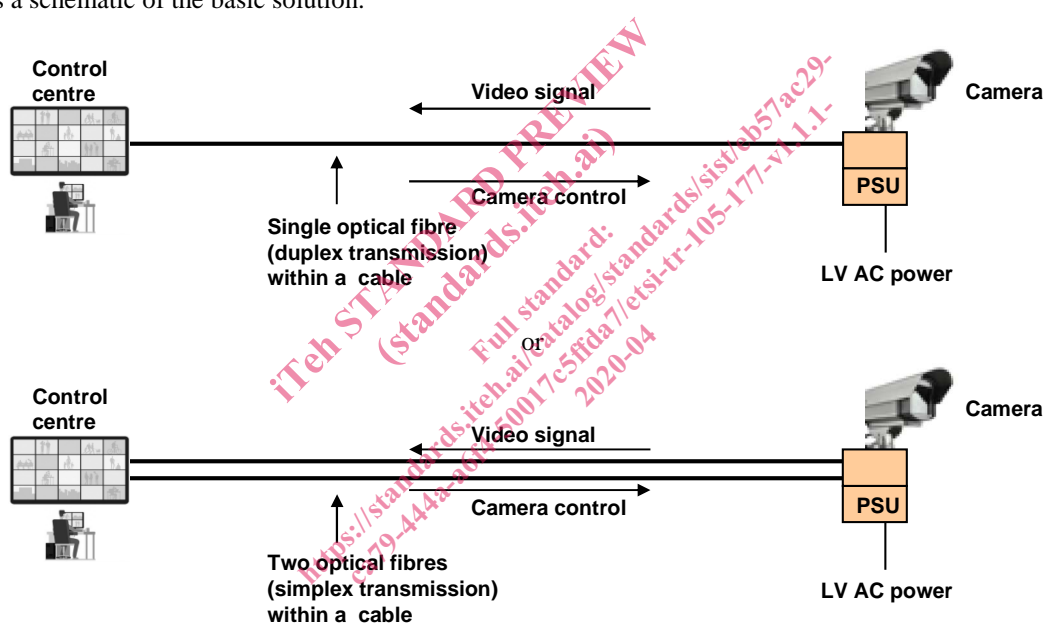 s a schematic of the basic solution.
Control
centre
Video signal
Camera
PSU
Camera control
Single optical fibre
(duplex transmission)
within a cable
LV AC power
or
Control
centre
Video signal
Camera
PSU
Camera control
Two optical fibres
(simplex transmission)
within a cable
LV AC power
iTeh STANDARD PREVIEW
(standards.iteh.ai)
Full standard:
https://standards.iteh.ai/catalog/standards/sist/eb57ac29-
ca79-444a-a6f4-50017c5ffda7/etsi-tr-105-177-v1.1.1-
2020-04